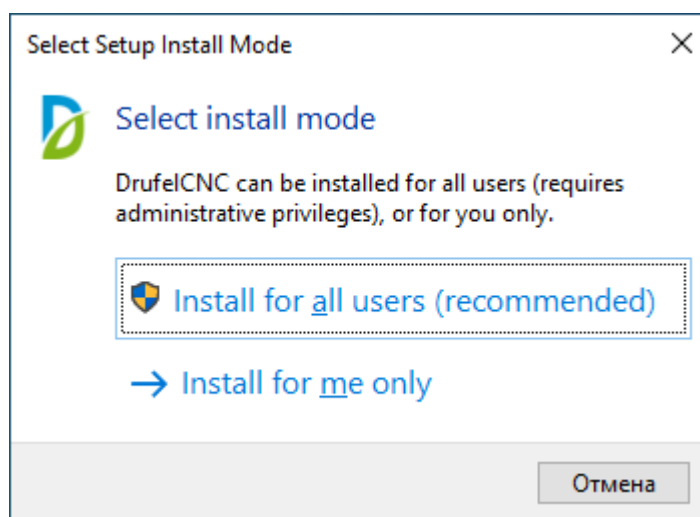 Select Setup Install Mode
Select install mode
DrufelCNC can be installed for all users (requires
administrative privileges), or for you only.
Install for all users (recommended)
Install for me only
Отмена